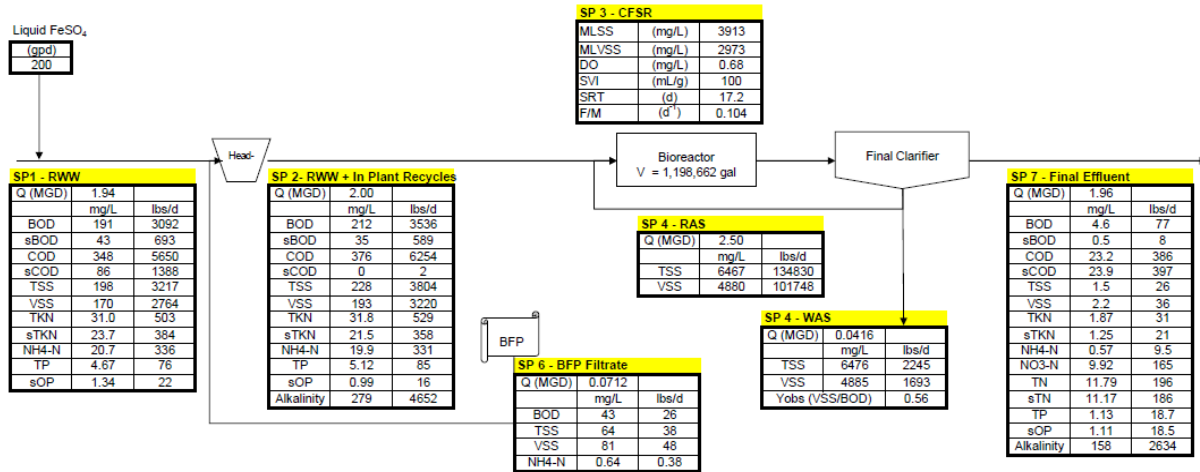 Liquid FeSO₄
(gpd)
200
SP 3 - CFSR
MLSS (mg/L) 3913
MLVSS (mg/L) 2973
DO (mg/L) 0.68
SVI (mL/g) 100
SRT (d) 17.2
F/M (d⁻¹) 0.104
Head-
Bioreactor
V = 1,198,662 gal
Final Clarifier
SP1 - RWW
Q (MGD) 1.94
mg/L lbs/d
BOD 191 3092
sBOD 43 693
COD 348 5650
sCOD 86 1388
TSS 198 3217
VSS 170 2764
TKN 31.0 503
sTKN 23.7 384
NH4-N 20.7 336
TP 4.67 76
sOP 1.34 22
SP 2- RWW + In Plant Recycles
Q (MGD) 2.00
mg/L lbs/d
BOD 212 3536
sBOD 35 589
COD 376 6254
sCOD 0 2
TSS 228 3804
VSS 193 3220
TKN 31.8 529
sTKN 21.5 358
NH4-N 19.9 331
TP 5.12 85
sOP 0.99 16
Alkalinity 279 4652
SP 4 - RAS
Q (MGD) 2.50
mg/L lbs/d
TSS 6467 134830
VSS 4880 101748
BFP
SP 6 - BFP Filtrate
Q (MGD) 0.0712
mg/L lbs/d
BOD 43 26
TSS 64 38
VSS 81 48
NH4-N 0.64 0.38
SP 4 - WAS
Q (MGD) 0.0416
mg/L lbs/d
TSS 6476 2245
VSS 4885 1693
Yobs (VSS/BOD) 0.56
SP 7 - Final Effluent
Q (MGD) 1.96
mg/L lbs/d
BOD 4.6 77
sBOD 0.5 8
COD 23.2 386
sCOD 23.9 397
TSS 1.5 26
VSS 2.2 36
TKN 1.87 31
sTKN 1.25 21
NH4-N 0.57 9.5
NO3-N 9.92 165
TN 11.79 196
sTN 11.17 186
TP 1.13 18.7
sOP 1.11 18.5
Alkalinity 158 2634